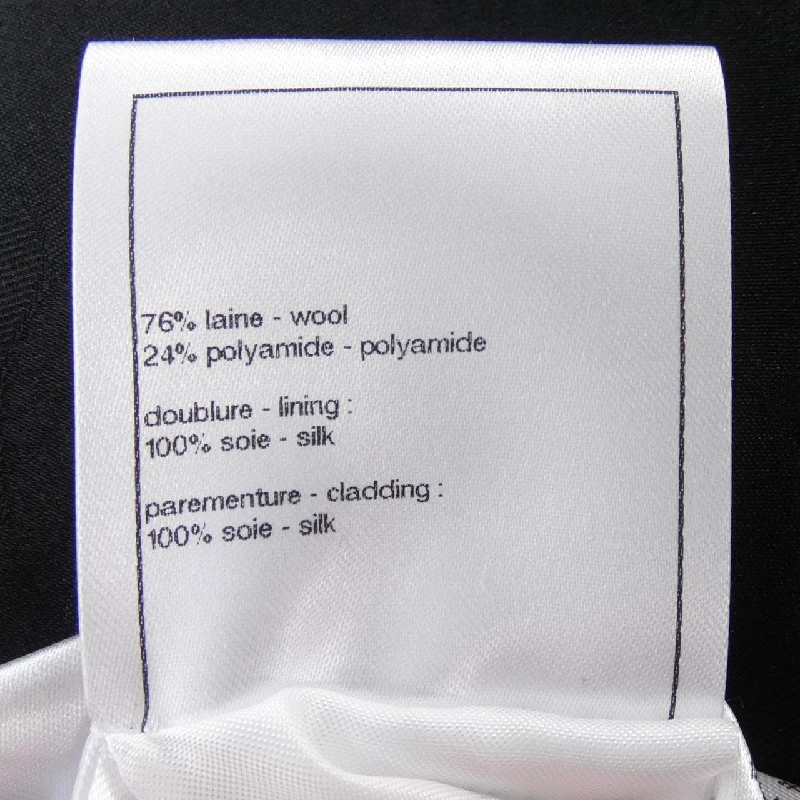 76% laine - wool
24% polyamide - polyamide
doublure - lining :
100% soie - silk
parementure - cladding :
100% soie - silk